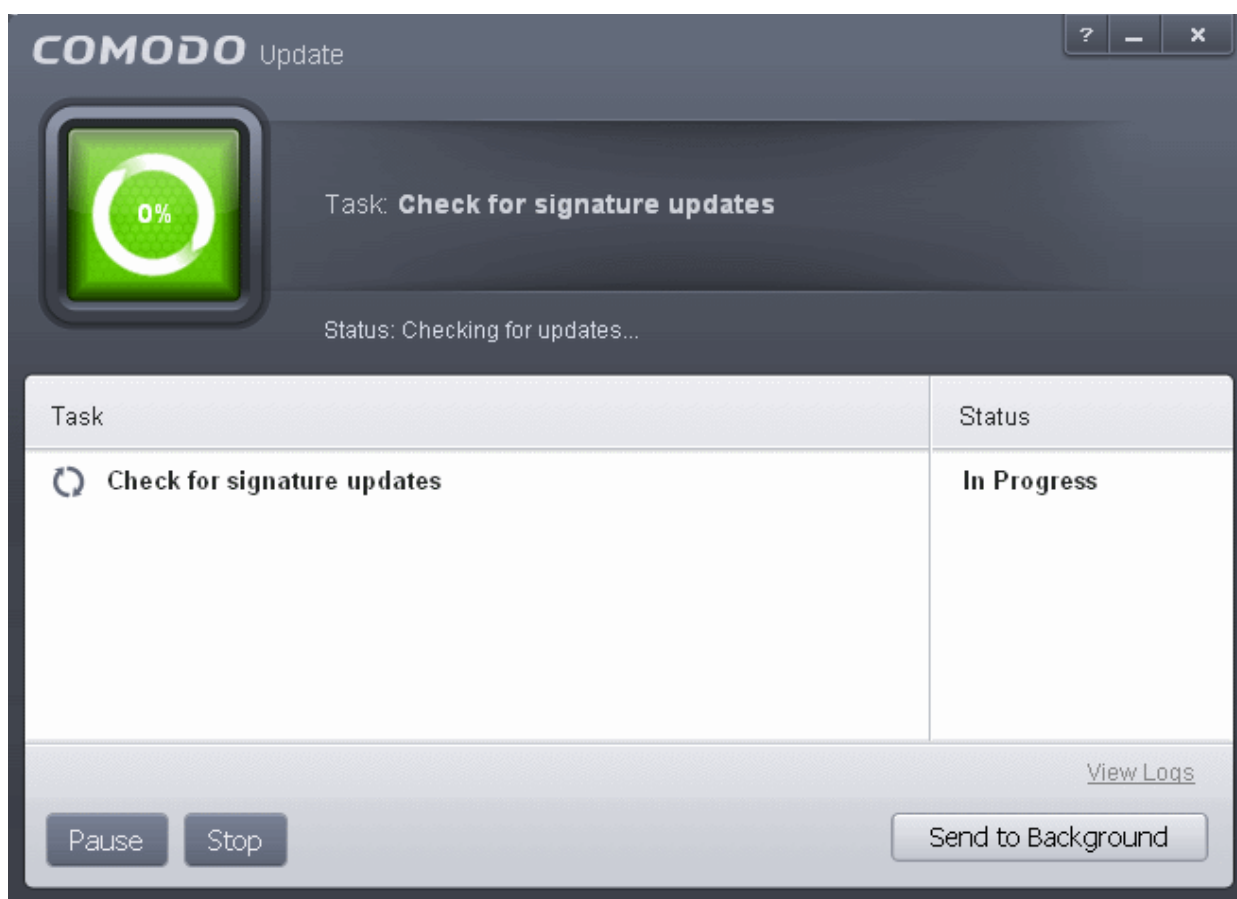 COMODO Update
? – ×
0%
Task: Check for signature updates
Status: Checking for updates...
Task Status
Check for signature updates In Progress
View Logs
Pause Stop Send to Background